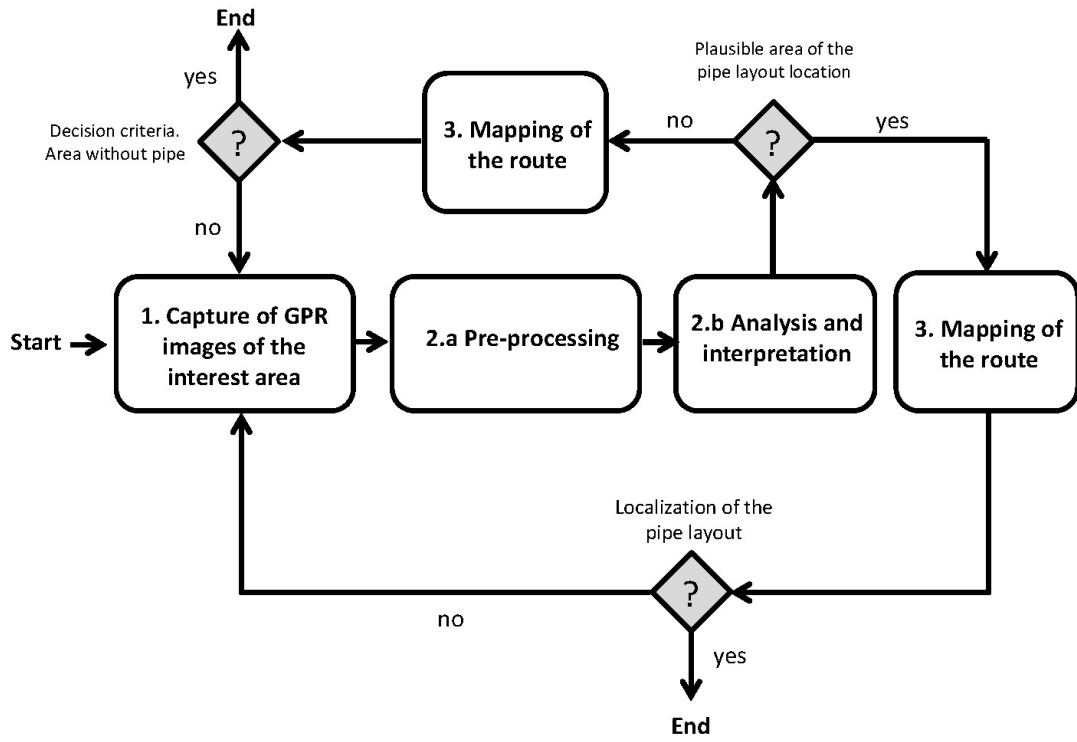 End
yes
Decision criteria.
Area without pipe
?
no
3. Mapping of
the route
no
Plausible area of the
pipe layout location
?
yes
Start
1. Capture of GPR
images of the
interest area
2.a Pre-processing
2.b Analysis and
interpretation
3. Mapping of
the route
Localization of the
pipe layout
?
no
yes
End